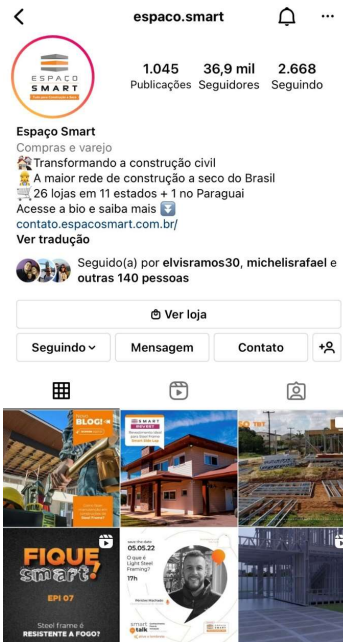 espaco.smart
ESPAÇO
SMART
1.045
Publicações
36,9 mil
Seguidores
2.668
Seguindo
Espaço Smart
Compras e varejo
Transformando a construção civil
A maior rede de construção a seco do Brasil
26 lojas em 11 estados + 1 no Paraguai
Acesse a bio e saiba mais
contato.espacosmart.com.br/
Ver tradução
Seguido(a) por elvisramos30, michelisrafael e
outras 140 pessoas
Ver loja
Seguindo
Mensagem
Contato
BLOG!
SMART
SO TBT
FIQUE
smart!
EPI 07
Steel frame é
RESISTENTE A FOGO?
05.05.22
O que é
Light Steel
Framing?
17h
smart
talk